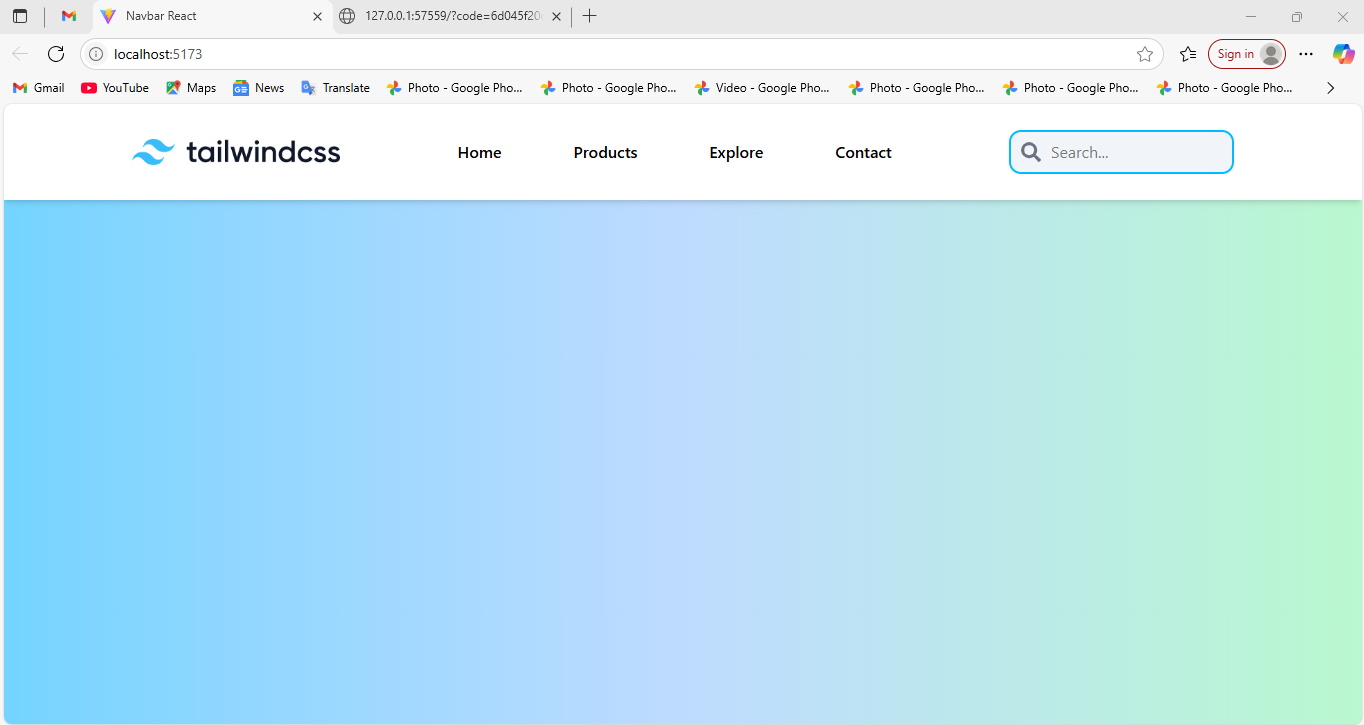 Navbar React
127.0.0.1:57559/?code=6d045f20
localhost:5173
Sign in
Gmail YouTube Maps News Translate Photo - Google Pho... Photo - Google Pho... Video - Google Pho... Photo - Google Pho... Photo - Google Pho... Photo - Google Pho...
tailwindcss Home Products Explore Contact Search...